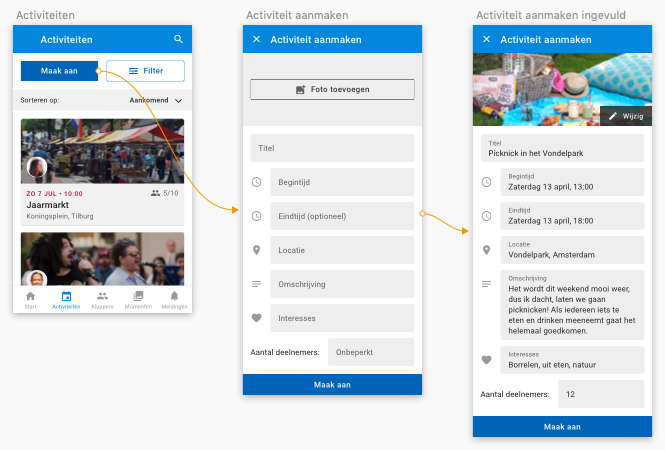 Activiteiten
Activiteiten
Maak aan
Filter
Sorteren op:
Aankomend
ZO 7 JUL • 10:00
5/10
Jaarmarkt
Koningsplein, Tilburg
Start
Activiteiten
Kluppers
Momenten
Meldingen
Activiteit aanmaken
Activiteit aanmaken
Foto toevoegen
Titel
Begintijd
Eindtijd (optioneel)
Locatie
Omschrijving
Interesses
Aantal deelnemers:
Onbeperkt
Maak aan
Activiteit aanmaken ingevuld
Activiteit aanmaken
Wijzig
Titel
Picknick in het Vondelpark
Begintijd
Zaterdag 13 april, 13:00
Eindtijd
Zaterdag 13 april, 18:00
Locatie
Vondelpark, Amsterdam
Omschrijving
Het wordt dit weekend mooi weer,
dus ik dacht, laten we gaan
picknicken! Als iedereen iets te
eten en drinken meeneemt gaat het
helemaal goedkomen.
Interesses
Borrelen, uit eten, natuur
Aantal deelnemers:
12
Maak aan